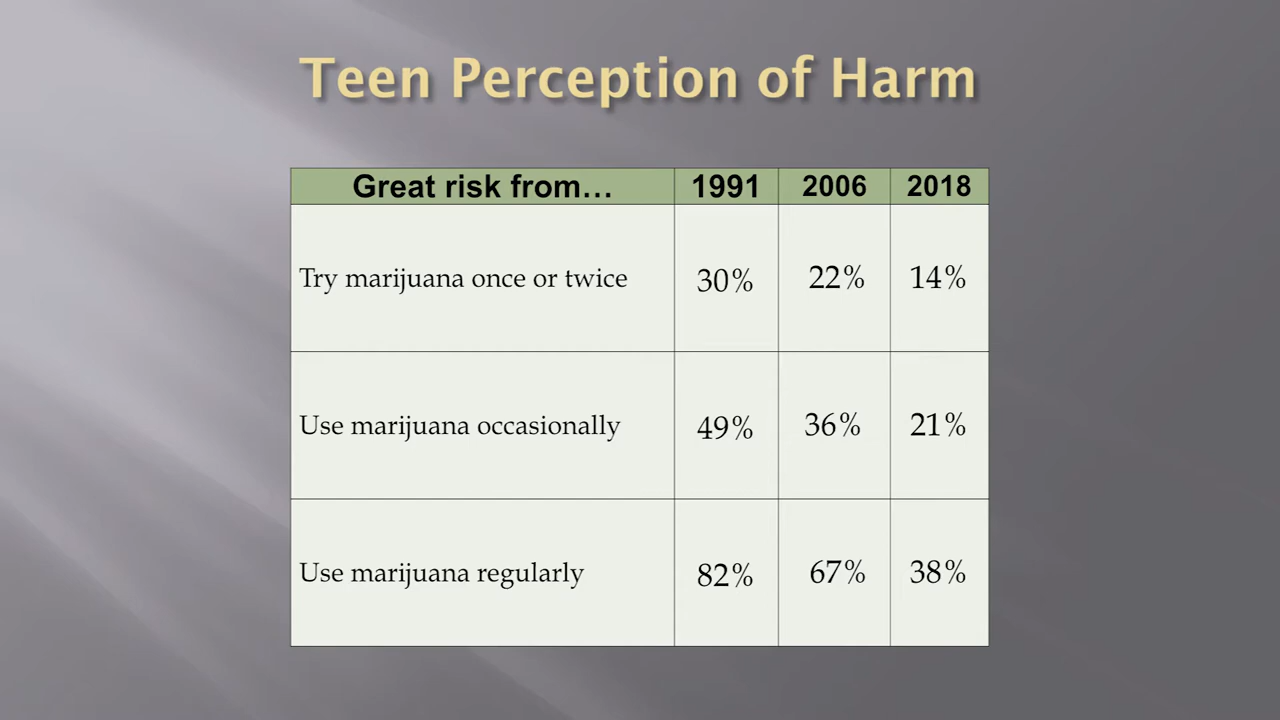 Teen Perception of Harm
Great risk from… 1991 2006 2018
Try marijuana once or twice 30% 22% 14%
Use marijuana occasionally 49% 36% 21%
Use marijuana regularly 82% 67% 38%